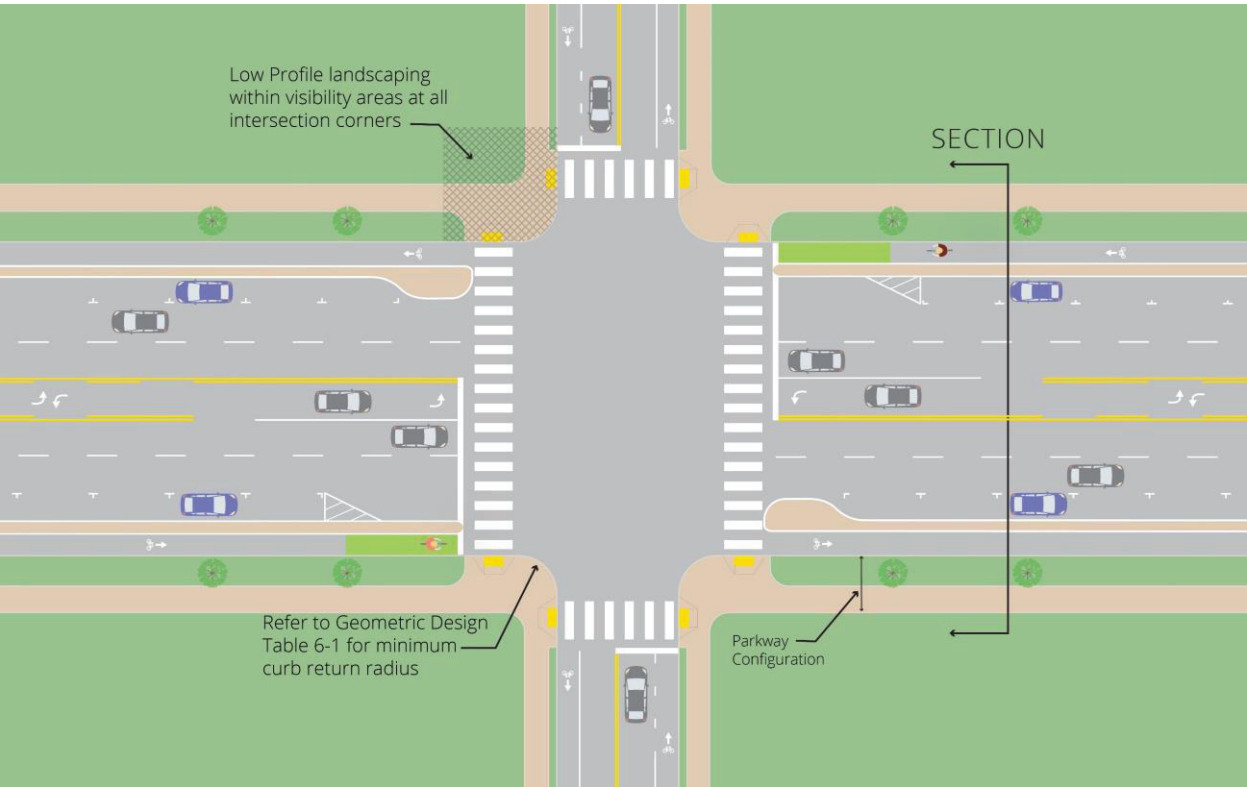 Low Profile landscaping
within visibility areas at all
intersection corners
SECTION
Refer to Geometric Design
Table 6-1 for minimum
curb return radius
Parkway
Configuration